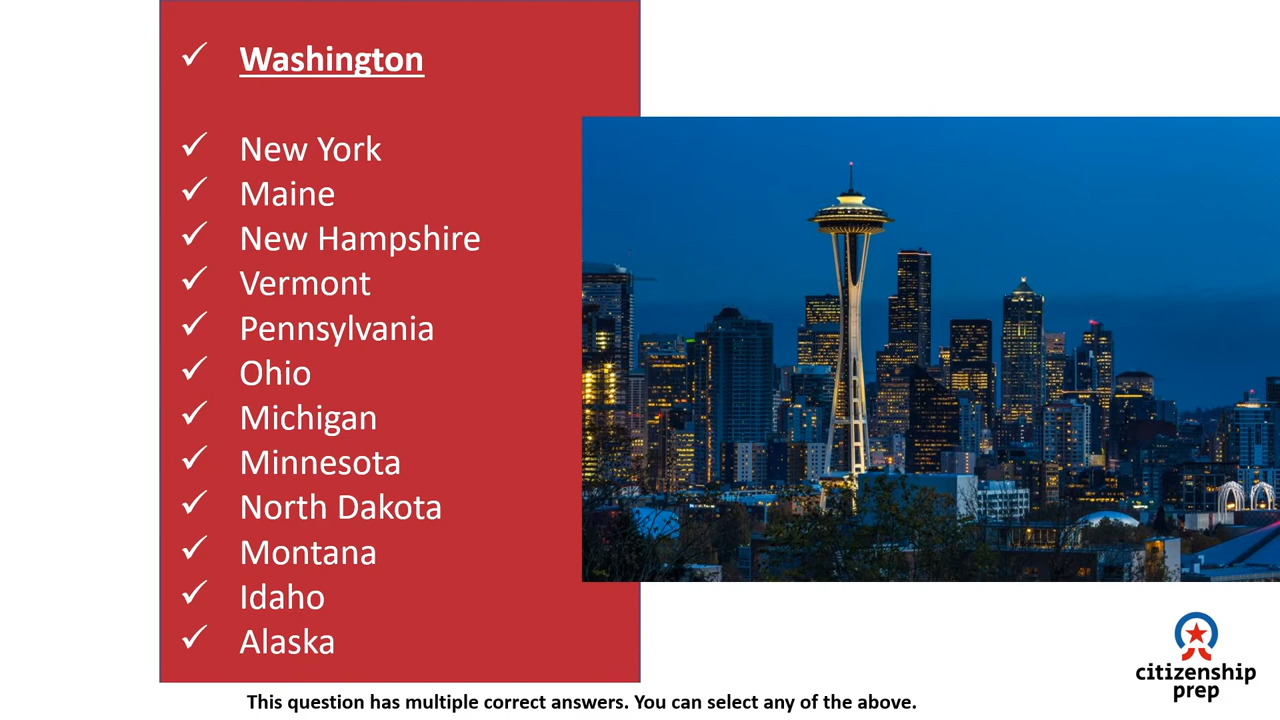 Washington
New York
Maine
New Hampshire
Vermont
Pennsylvania
Ohio
Michigan
Minnesota
North Dakota
Montana
Idaho
Alaska
This question has multiple correct answers. You can select any of the above.
citizenship
prep